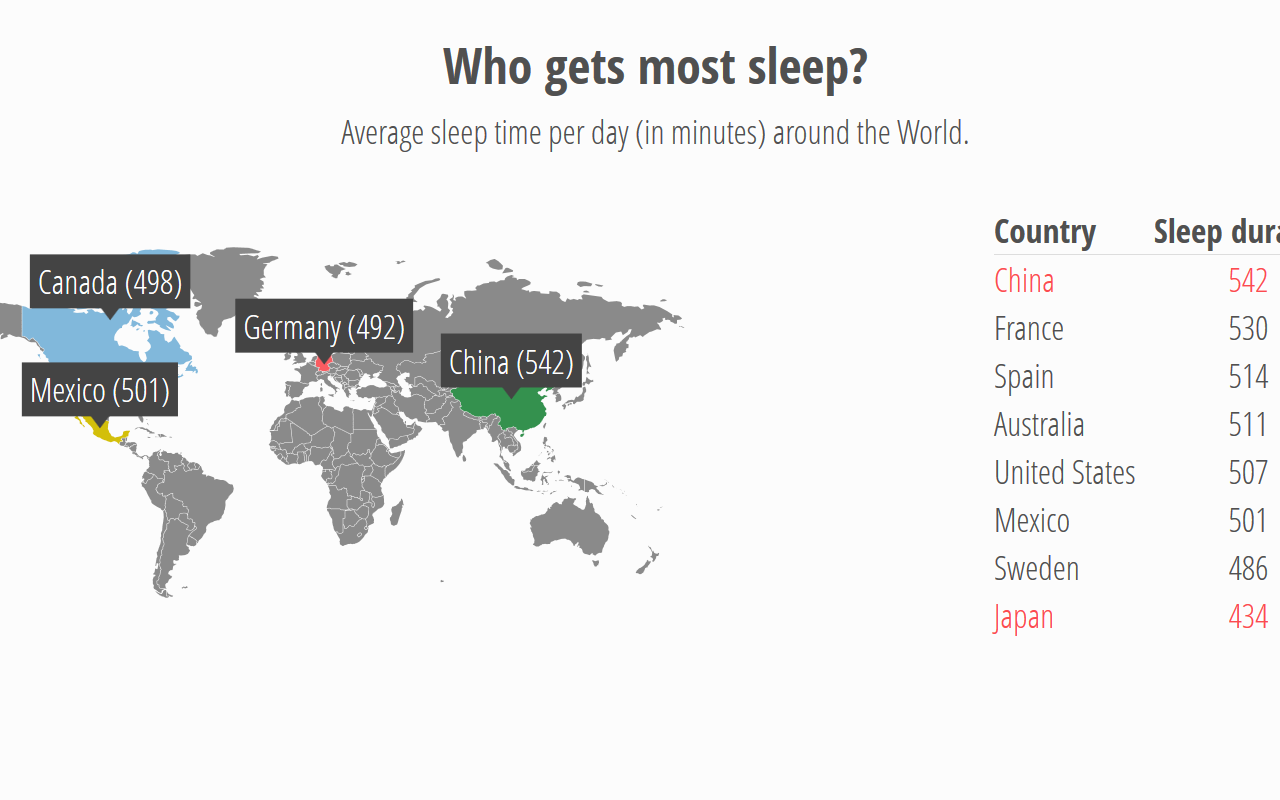 Who gets most sleep?
Average sleep time per day (in minutes) around the World.
Canada (498)
Germany (492)
China (542)
Mexico (501)
Country Sleep
China 542
France 530
Spain 514
Australia 511
United States 507
Mexico 501
Sweden 486
Japan 434